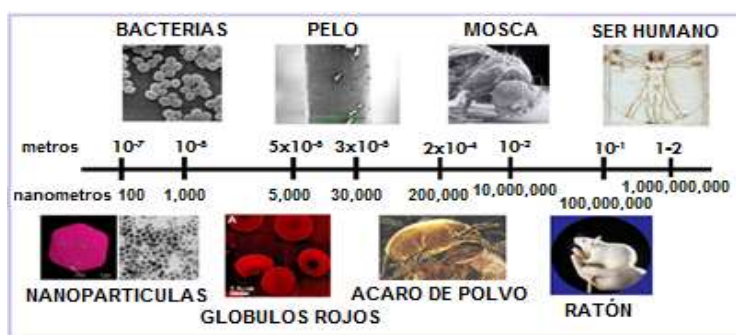 BACTERIAS PELO MOSCA SER HUMANO
metros 10⁻⁷ 10⁻⁶ 5x10⁻⁶ 3x10⁻⁶ 2x10⁻⁴ 10⁻² 10⁻¹ 1-2
nanometros 100 1,000 5,000 30,000 200,000 10,000,000 100,000,000 1,000,000,000
A
NANOPARTICULAS GLOBULOS ROJOS ACARO DE POLVO RATÓN